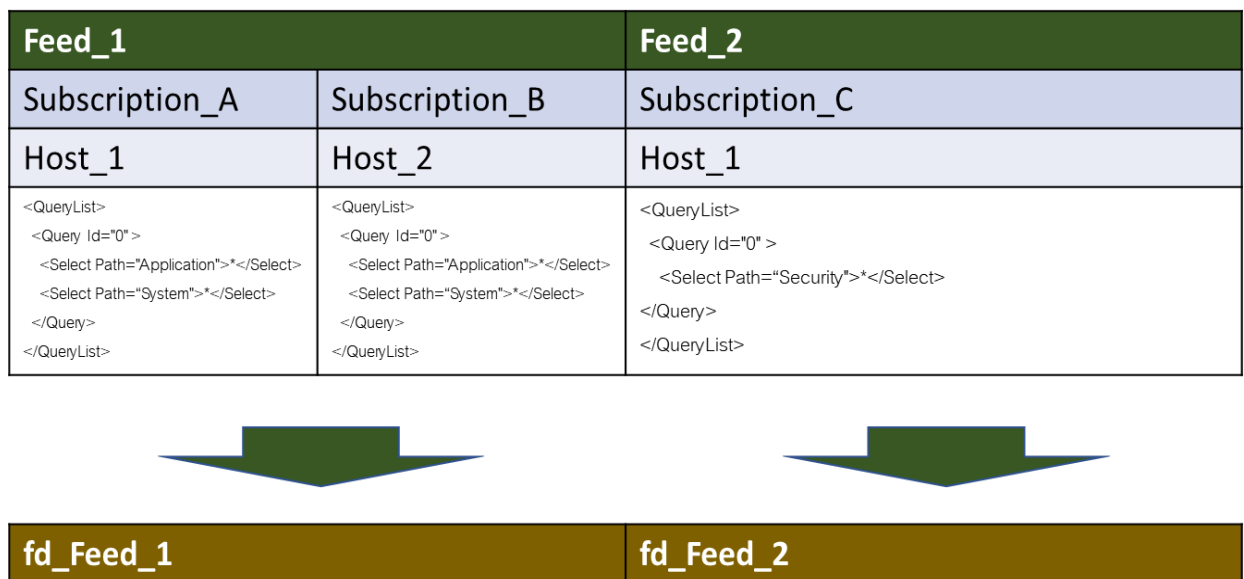 Feed_1
Feed_2
Subscription_A
Subscription_B
Subscription_C
Host_1
Host_2
Host_1
<QueryList>
<Query Id="0" >
<Select Path="Application">*</Select>
<Select Path=“System">*</Select>
</Query>
</QueryList>
<QueryList>
<Query Id="0" >
<Select Path="Application">*</Select>
<Select Path=“System">*</Select>
</Query>
</QueryList>
<QueryList>
<Query Id="0" >
<Select Path=“Security">*</Select>
</Query>
</QueryList>
fd_Feed_1
fd_Feed_2